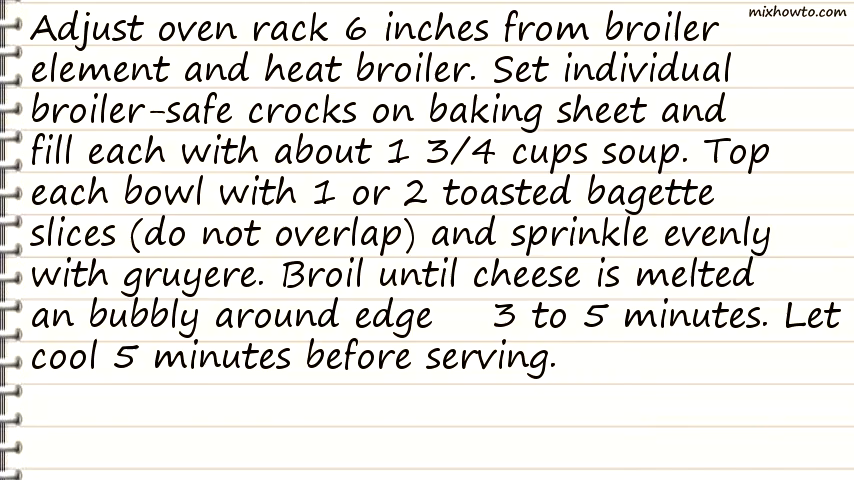 mixhowto.com
Adjust oven rack 6 inches from broiler
element and heat broiler. Set individual
broiler-safe crocks on baking sheet and
fill each with about 1 3/4 cups soup. Top
each bowl with 1 or 2 toasted bagette
slices (do not overlap) and sprinkle evenly
with gruyere. Broil until cheese is melted
an bubbly around edge     3 to 5 minutes. Let
cool 5 minutes before serving.